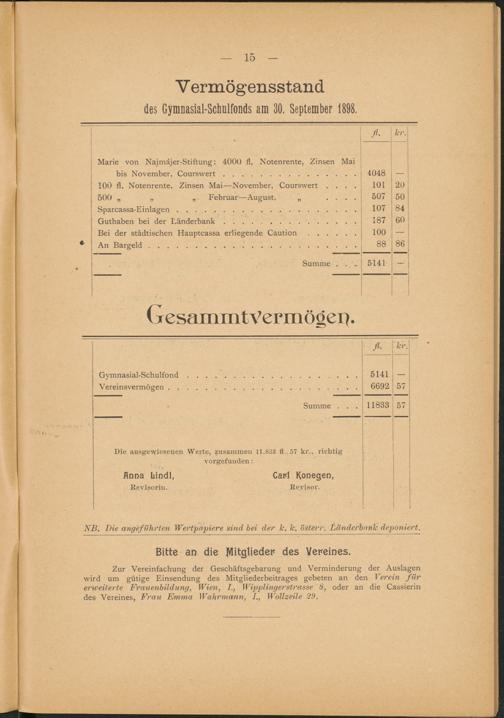 — 15 —
Vermögensstand
des Gymnasial-Schulfonds am 30. September 1898.
fl. kr.
Marie von Najmájer-Stiftung: 4000 fl. Notenrente, Zinsen Mai
bis November, Courswert . . . . . . . . . 4048 —
100 fl. Notenrente. Zinsen Mai—November, Courswert . . . . 101 20
500 „ „ „ Februar—August. „ . . . . 507 50
Sparcassa-Einlagen . . . . . . . . . . . . . 107 84
Guthaben bei der Länderbank . . . . . . . . . . 187 60
Bei der städtischen Hauptcassa erliegende Caution . . . . . 100 —
An Bargeld . . . . . . . . . . . . . . . 88 86
Summe . . . 5141 —
Gesammtvermögen.
fl. kr.
Gymnasial-Schulfond . . . . . . . . . . . . 5141 —
Vereinsvermögen . . . . . . . . . . . . . . 6692 57
Summe . . . 11833 57
Die ausgewiesenen Werte, zusammen 11.833 fl. 57 kr., richtig
vorgefunden:
Anna Lindl, Carl Konegen,
Revisorin. Revisor.
NB. Die angeführten Wertpapiere sind bei der k. k. österr. Länderbank deponiert.
Bitte an die Mitglieder des Vereines.
Zur Vereinfachung der Geschäftsgebarung und Verminderung der Auslagen
wird um gütige Einsendung des Mitgliederbeitrages gebeten an den Verein für
erweiterte Frauenbildung, Wien, I., Wipplingerstrasse 8, oder an die Cassierin
des Vereines, Frau Emma Wahrmann, I., Wollzeile 29.